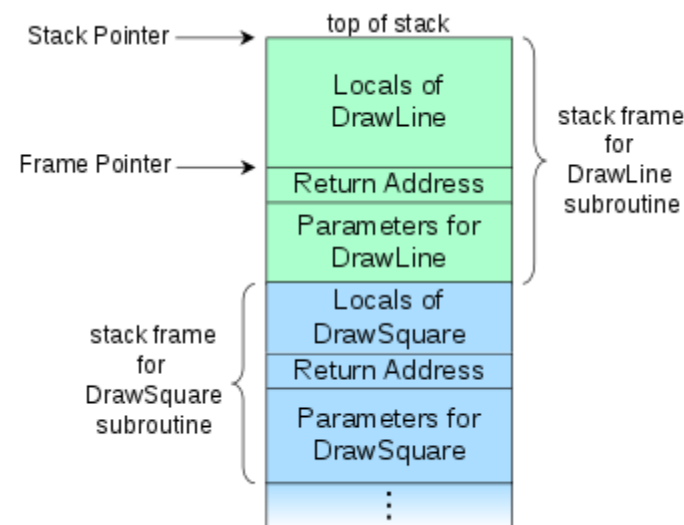 top of stack
Stack Pointer
Locals of
DrawLine
stack frame
for
DrawLine
subroutine
Frame Pointer
Return Address
Parameters for
DrawLine
Locals of
DrawSquare
stack frame
for
DrawSquare
subroutine
Return Address
Parameters for
DrawSquare